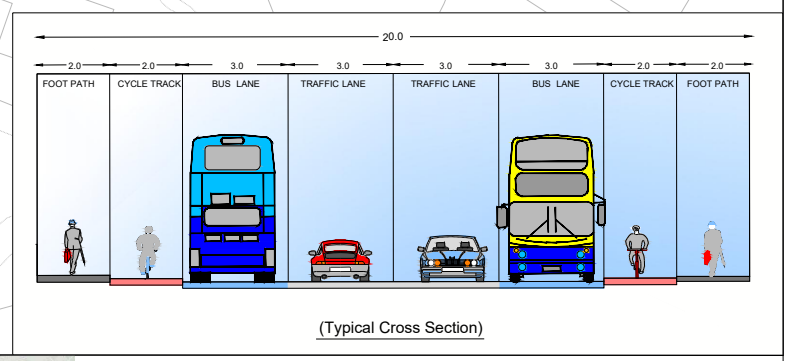 20.0
2.0 2.0 3.0 3.0 3.0 3.0 2.0 2.0
FOOT PATH CYCLE TRACK BUS LANE TRAFFIC LANE TRAFFIC LANE BUS LANE CYCLE TRACK FOOT PATH
(Typical Cross Section)